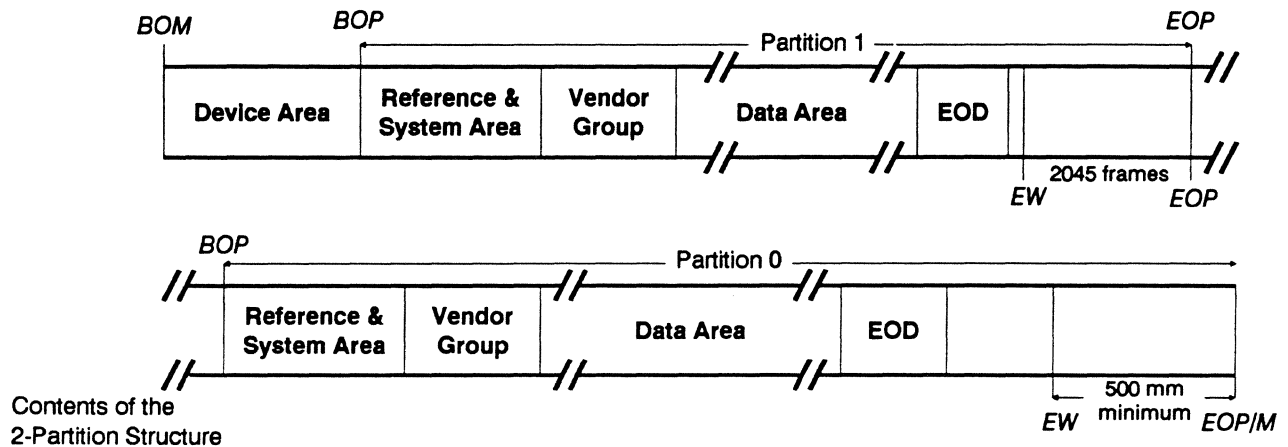 BOM
BOP
EOP
Partition 1
Device Area
Reference &
System Area
Vendor
Group
Data Area
EOD
2045 frames
EW
EOP
BOP
Partition 0
Reference &
System Area
Vendor
Group
Data Area
EOD
500 mm
minimum
EW
EOP/M
Contents of the
2-Partition Structure